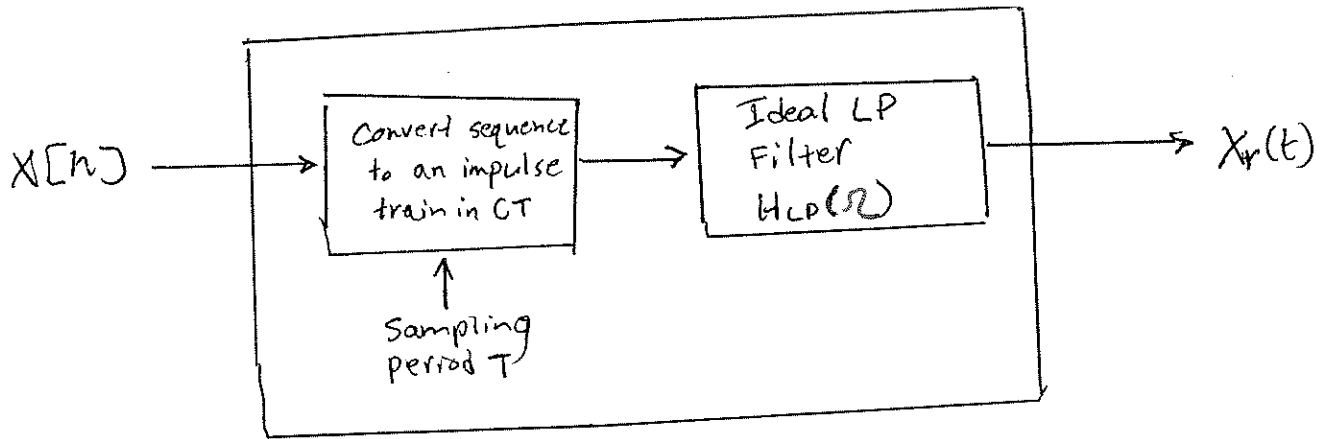 X[n]
Convert sequence
to an impulse
train in CT
Sampling
period T
Ideal LP
Filter
HLP(Ω)
Xr(t)